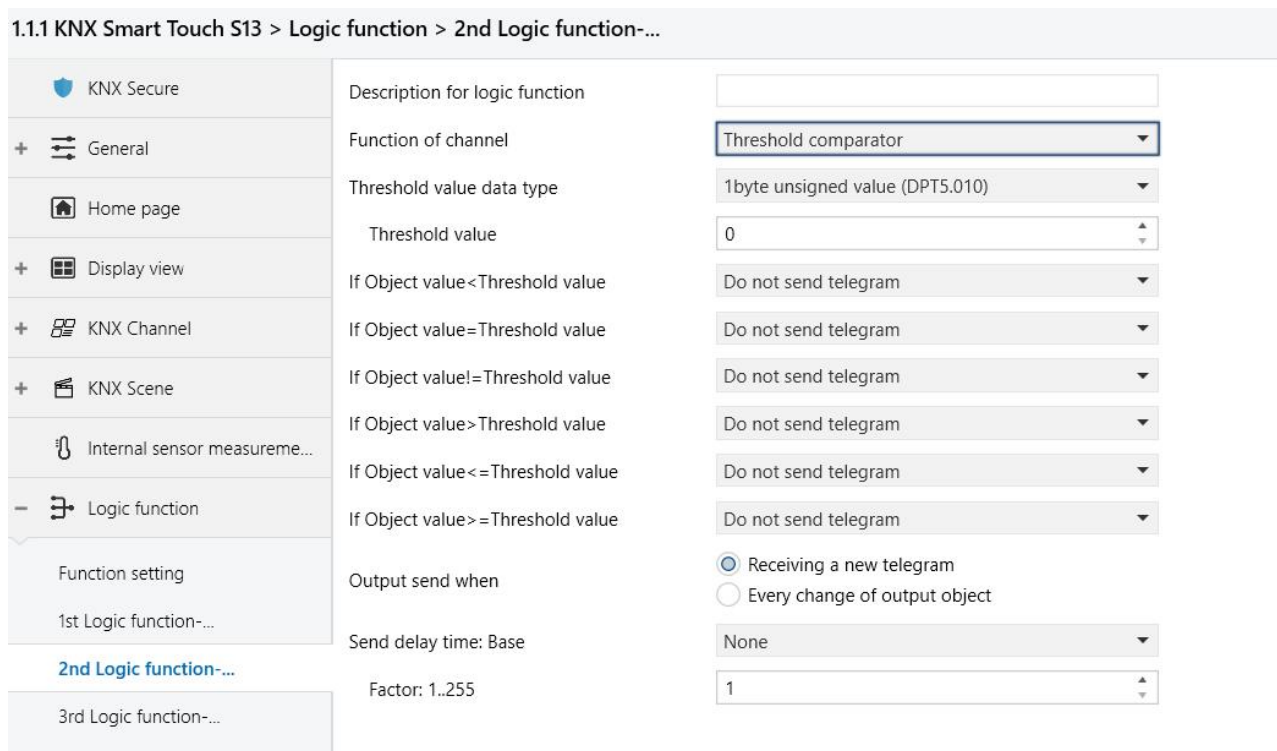 1.1.1 KNX Smart Touch S13 > Logic function > 2nd Logic function-...
KNX Secure
+ General
Home page
+ Display view
+ KNX Channel
+ KNX Scene
Internal sensor measureme...
− Logic function
Function setting
1st Logic function-...
2nd Logic function-...
3rd Logic function-...
Description for logic function
Function of channel Threshold comparator
Threshold value data type 1byte unsigned value (DPT5.010)
Threshold value 0
If Object value<Threshold value Do not send telegram
If Object value=Threshold value Do not send telegram
If Object value!=Threshold value Do not send telegram
If Object value>Threshold value Do not send telegram
If Object value<=Threshold value Do not send telegram
If Object value>=Threshold value Do not send telegram
Output send when Receiving a new telegram
Every change of output object
Send delay time: Base None
Factor: 1..255 1